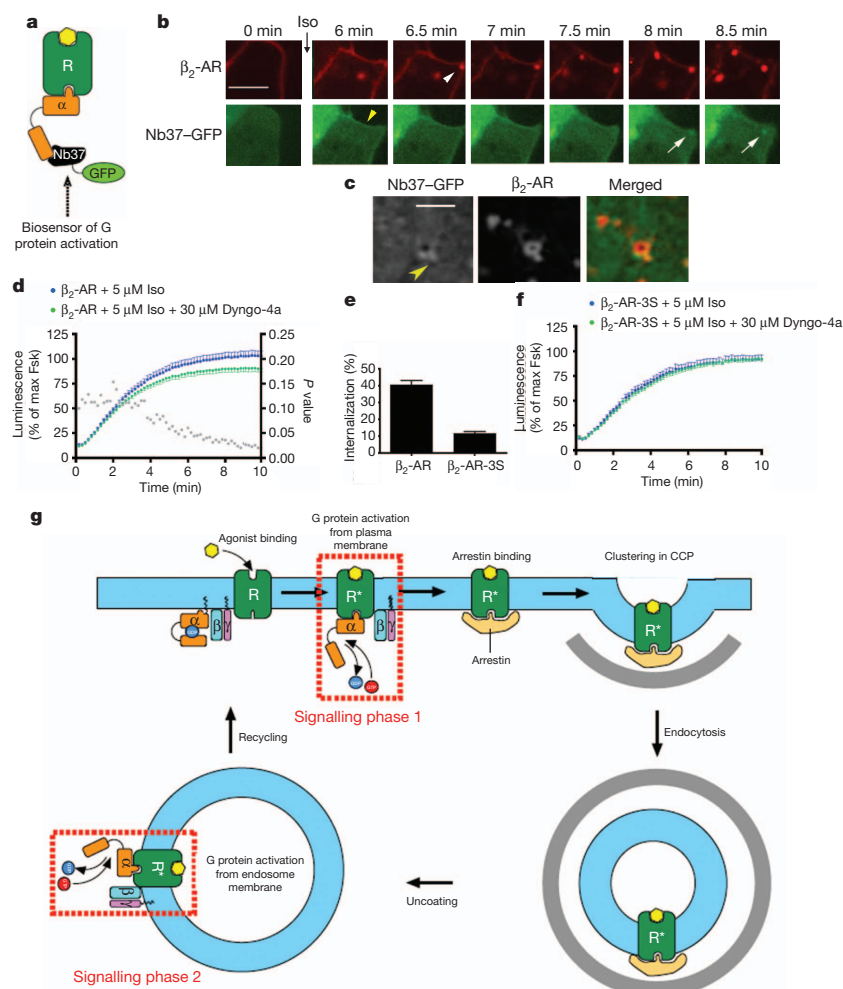 a
R
α
Nb37
GFP
Biosensor of G
protein activation
b
Iso
0 min
6 min
6.5 min
7 min
7.5 min
8 min
8.5 min
β2-AR
Nb37–GFP
c
Nb37–GFP
β2-AR
Merged
d
β2-AR + 5 μM Iso
β2-AR + 5 μM Iso + 30 μM Dyngo-4a
Luminescence
(% of max Fsk)
125
100
75
50
25
0
0.25
0.20
0.15
0.10
0.05
0.00
P value
0 2 4 6 8 10
Time (min)
e
Internalization (%)
50
40
30
20
10
0
β2-AR
β2-AR-3S
f
β2-AR-3S + 5 μM Iso
β2-AR-3S + 5 μM Iso + 30 μM Dyngo-4a
Luminescence
(% of max Fsk)
125
100
75
50
25
0
0 2 4 6 8 10
Time (min)
g
Agonist binding
G protein activation
from plasma
membrane
Arrestin binding
Clustering in CCP
α
GDP
β
γ
R
R*
α
β
γ
GDP
GTP
R*
Arrestin
R*
Signalling phase 1
Recycling
Endocytosis
G protein activation
from endosome
membrane
α
R*
β
γ
Uncoating
R*
Signalling phase 2